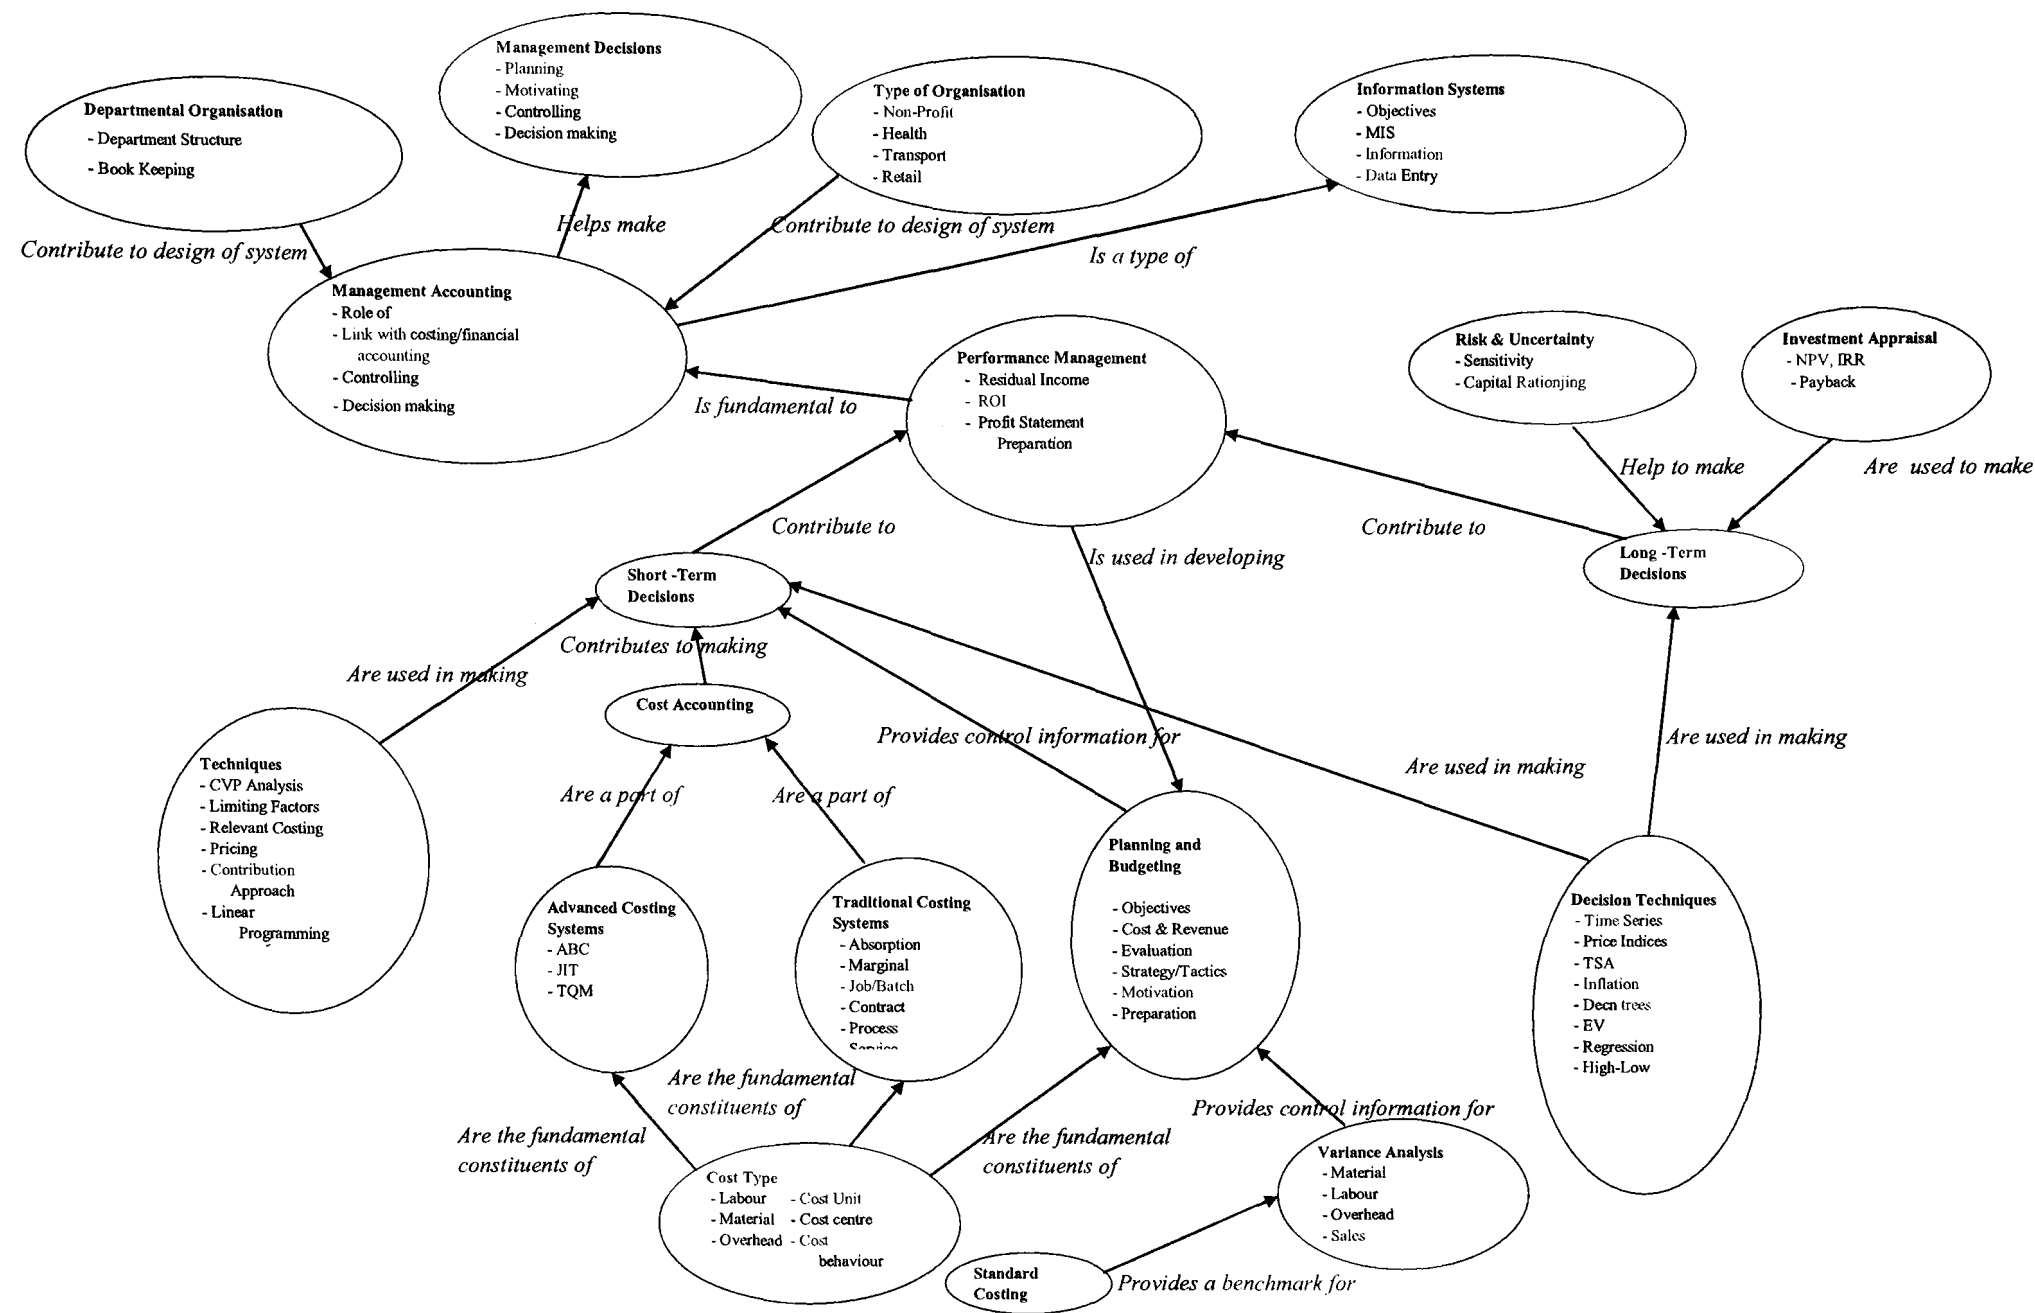 Management Decisions
- Planning
- Motivating
- Controlling
- Decision making
Departmental Organisation
- Department Structure
- Book Keeping
Type of Organisation
- Non-Profit
- Health
- Transport
- Retail
Information Systems
- Objectives
- MIS
- Information
- Data Entry
Contribute to design of system
Helps make
Contribute to design of system
Is a type of
Management Accounting
- Role of
- Link with costing/financial
accounting
- Controlling
- Decision making
Is fundamental to
Performance Management
- Residual Income
- ROI
- Profit Statement
Preparation
Risk & Uncertainty
- Sensitivity
- Capital Rationjing
Investment Appraisal
- NPV, IRR
- Payback
Help to make
Are used to make
Contribute to
Is used in developing
Contribute to
Long -Term
Decisions
Short -Term
Decisions
Contributes to making
Are used in making
Cost Accounting
Provides control information for
Are used in making
Are used in making
Techniques
- CVP Analysis
- Limiting Factors
- Relevant Costing
- Pricing
- Contribution
Approach
- Linear
Programming
Are a part of
Are a part of
Advanced Costing
Systems
- ABC
- JIT
- TQM
Traditional Costing
Systems
- Absorption
- Marginal
- Job/Batch
- Contract
- Process
- Service
Planning and
Budgeting
- Objectives
- Cost & Revenue
- Evaluation
- Strategy/Tactics
- Motivation
- Preparation
Decision Techniques
- Time Series
- Price Indices
- TSA
- Inflation
- Decn trees
- EV
- Regression
- High-Low
Are the fundamental
constituents of
Are the fundamental
constituents of
Are the fundamental
constituents of
Provides control information for
Cost Type
- Labour - Cost Unit
- Material - Cost centre
- Overhead - Cost
behaviour
Variance Analysis
- Material
- Labour
- Overhead
- Sales
Standard
Costing
Provides a benchmark for